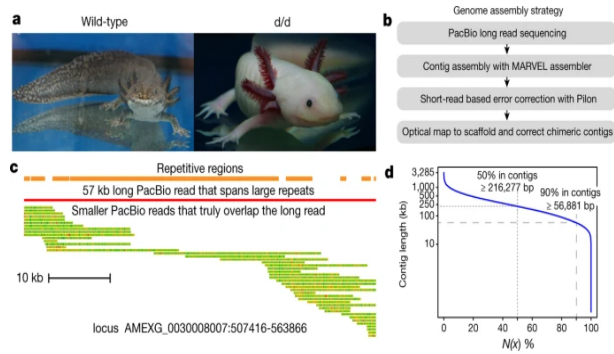 a
Wild-type
d/d
b
Genome assembly strategy
PacBio long read sequencing
Contig assembly with MARVEL assembler
Short-read based error correction with Pilon
Optical map to scaffold and correct chimeric contigs
c
Repetitive regions
57 kb long PacBio read that spans large repeats
Smaller PacBio reads that truly overlap the long read
10 kb
locus AMEXG_0030008007:507416-563866
d
Contig length (kb)
3,285
1,000
500
250
100
10
50% in contigs
≥ 216,277 bp
90% in contigs
≥ 56,881 bp
0 20 40 60 80 100
N(x) %